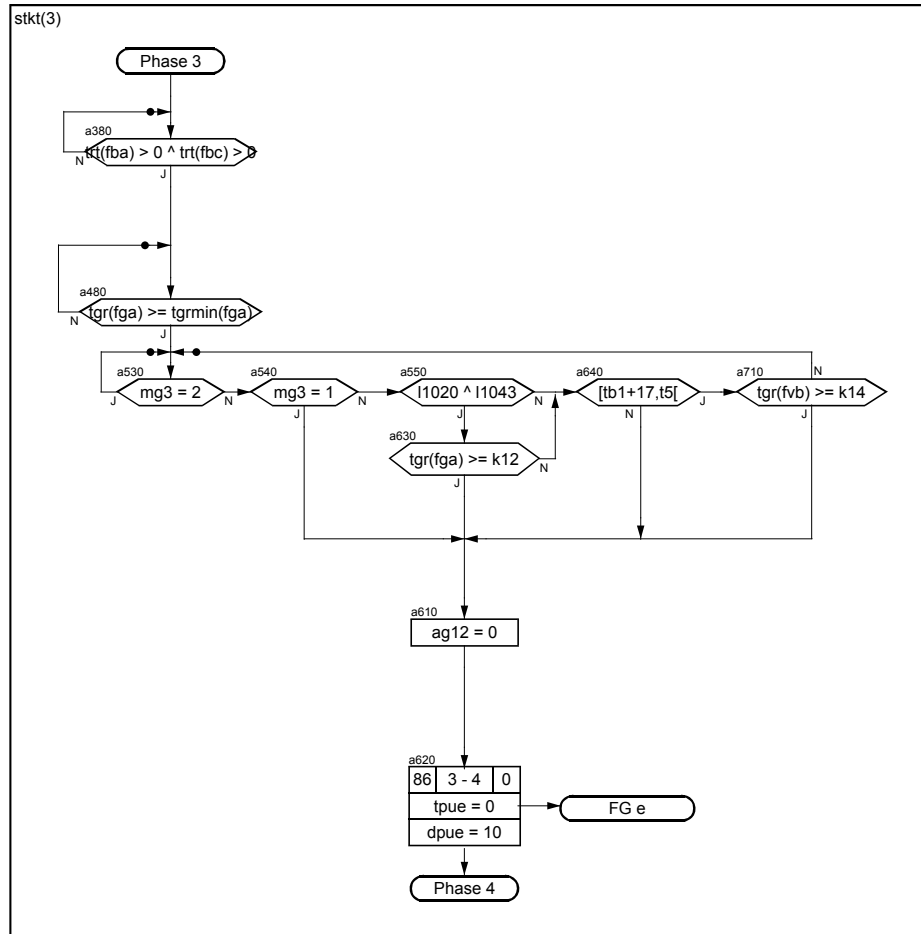 stkt(3)
Phase 3
a380
trt(fba) > 0 ^ trt(fbc) > 0
N
J
a480
tgr(fga) >= tgrmin(fga)
N
J
a530
mg3 = 2
J
N
a540
mg3 = 1
N
J
a550
l1020 ^ l1043
N
J
a640
[tb1+17,t5[
J
N
a710
N
tgr(fvb) >= k14
J
a630
tgr(fga) >= k12
N
J
a610
ag12 = 0
a620
86 3 - 4 0
tpue = 0
FG e
dpue = 10
Phase 4